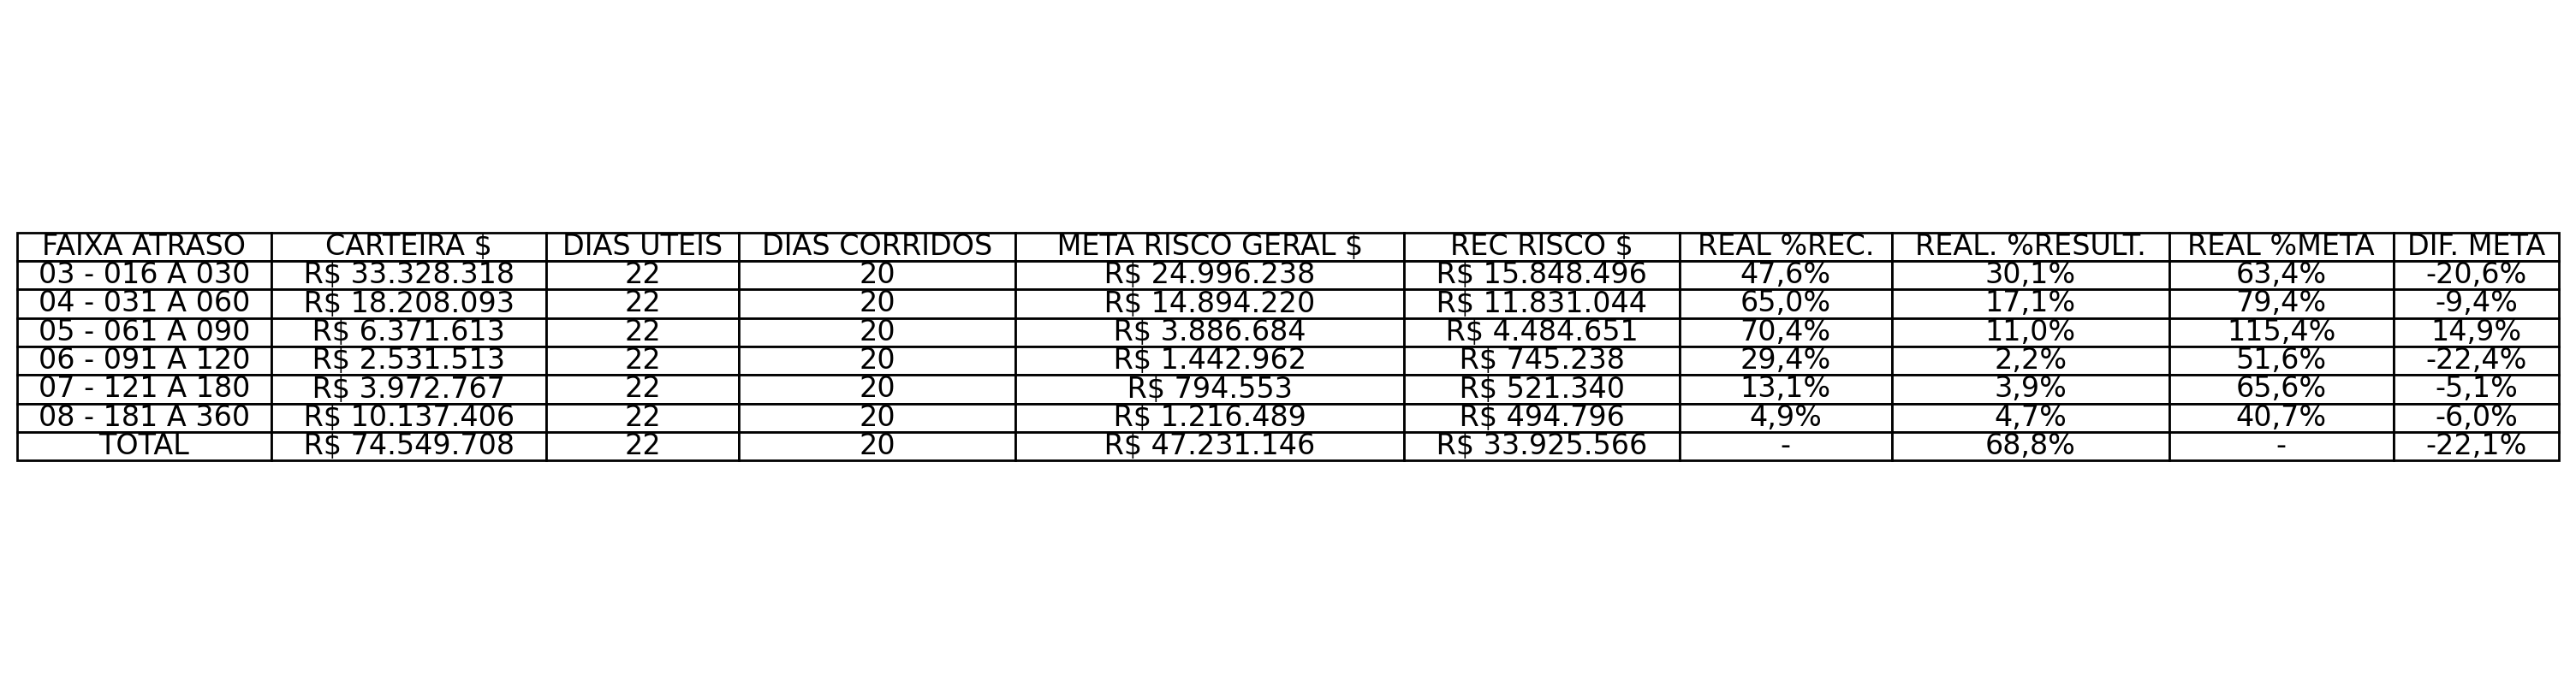 FAIXA ATRASO CARTEIRA $ DIAS UTEIS DIAS CORRIDOS META RISCO GERAL $ REC RISCO $ REAL %REC. REAL. %RESULT. REAL %META DIF. META
03 - 016 A 030 R$ 33.328.318 22 20 R$ 24.996.238 R$ 15.848.496 47,6% 30,1% 63,4% -20,6%
04 - 031 A 060 R$ 18.208.093 22 20 R$ 14.894.220 R$ 11.831.044 65,0% 17,1% 79,4% -9,4%
05 - 061 A 090 R$ 6.371.613 22 20 R$ 3.886.684 R$ 4.484.651 70,4% 11,0% 115,4% 14,9%
06 - 091 A 120 R$ 2.531.513 22 20 R$ 1.442.962 R$ 745.238 29,4% 2,2% 51,6% -22,4%
07 - 121 A 180 R$ 3.972.767 22 20 R$ 794.553 R$ 521.340 13,1% 3,9% 65,6% -5,1%
08 - 181 A 360 R$ 10.137.406 22 20 R$ 1.216.489 R$ 494.796 4,9% 4,7% 40,7% -6,0%
TOTAL R$ 74.549.708 22 20 R$ 47.231.146 R$ 33.925.566 - 68,8% - -22,1%